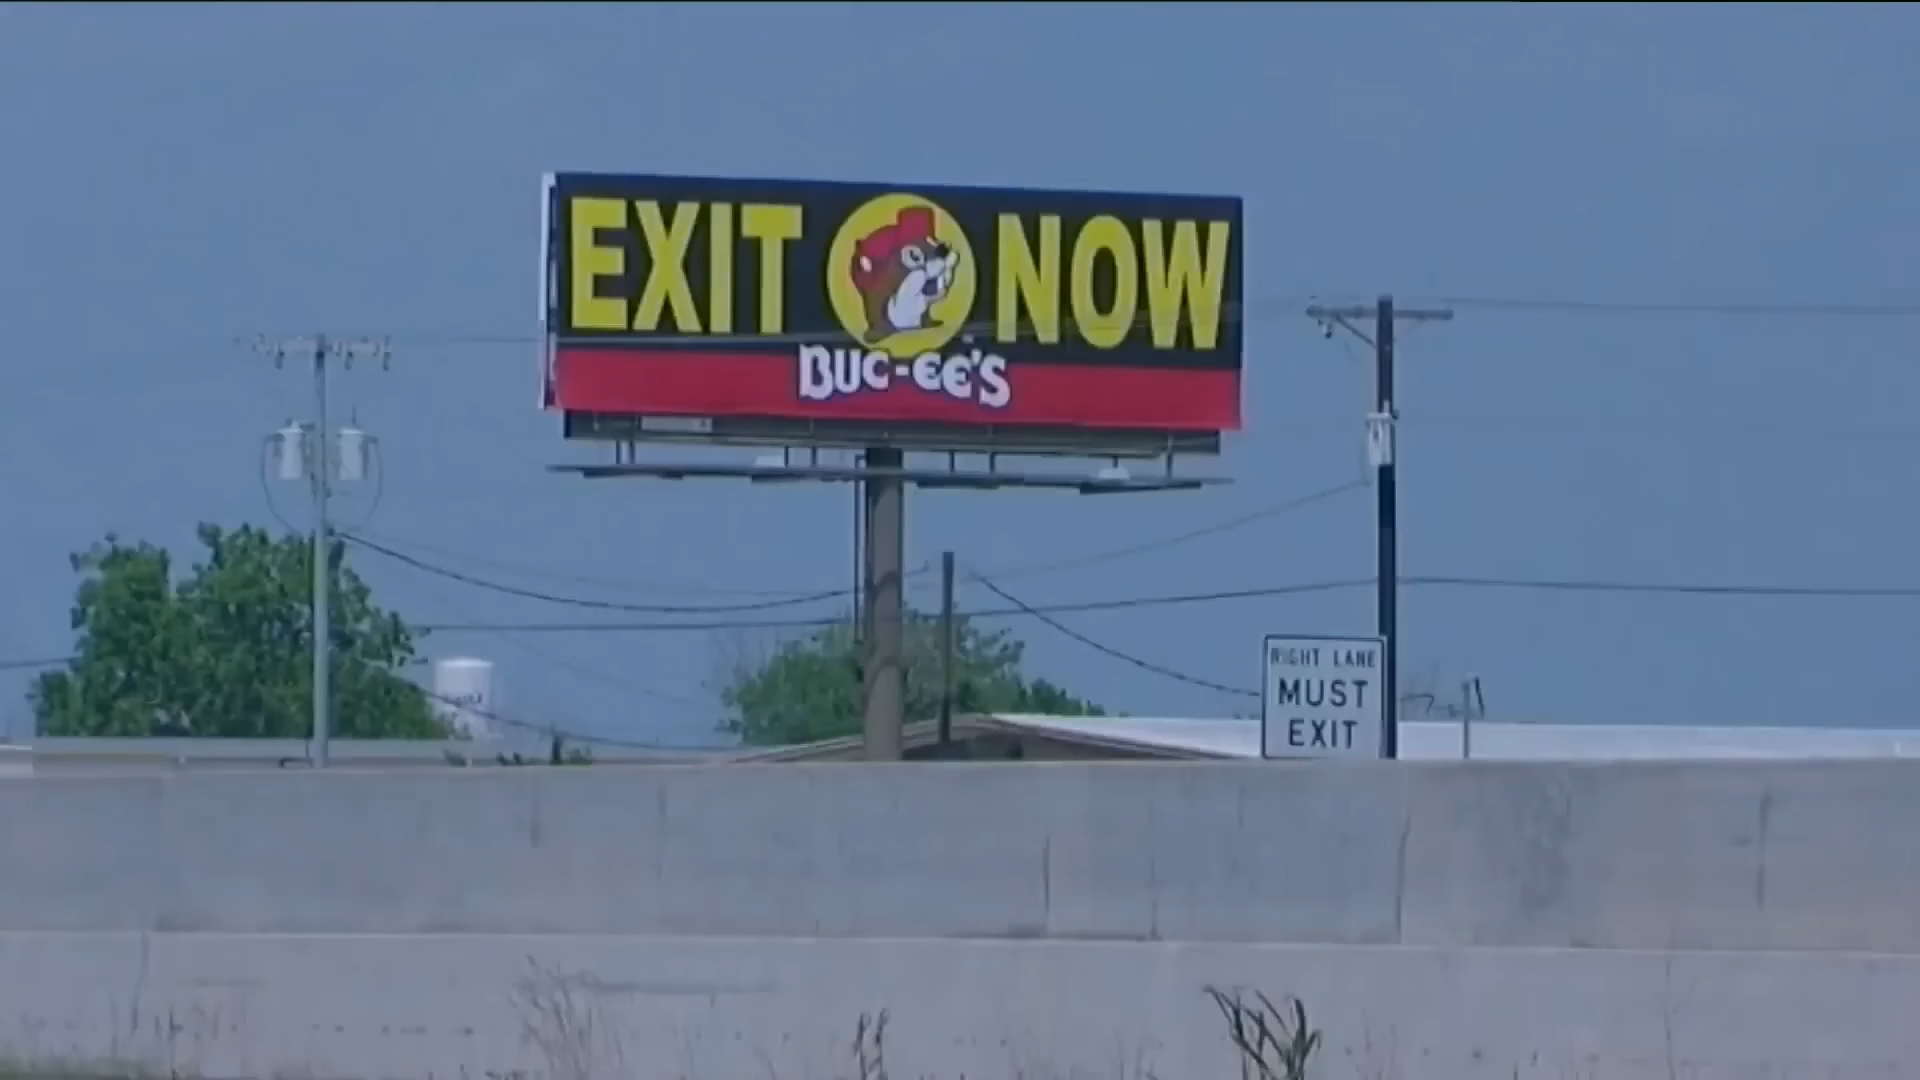 EXIT NOW
BUC-EE'S
RIGHT LANE
MUST
EXIT